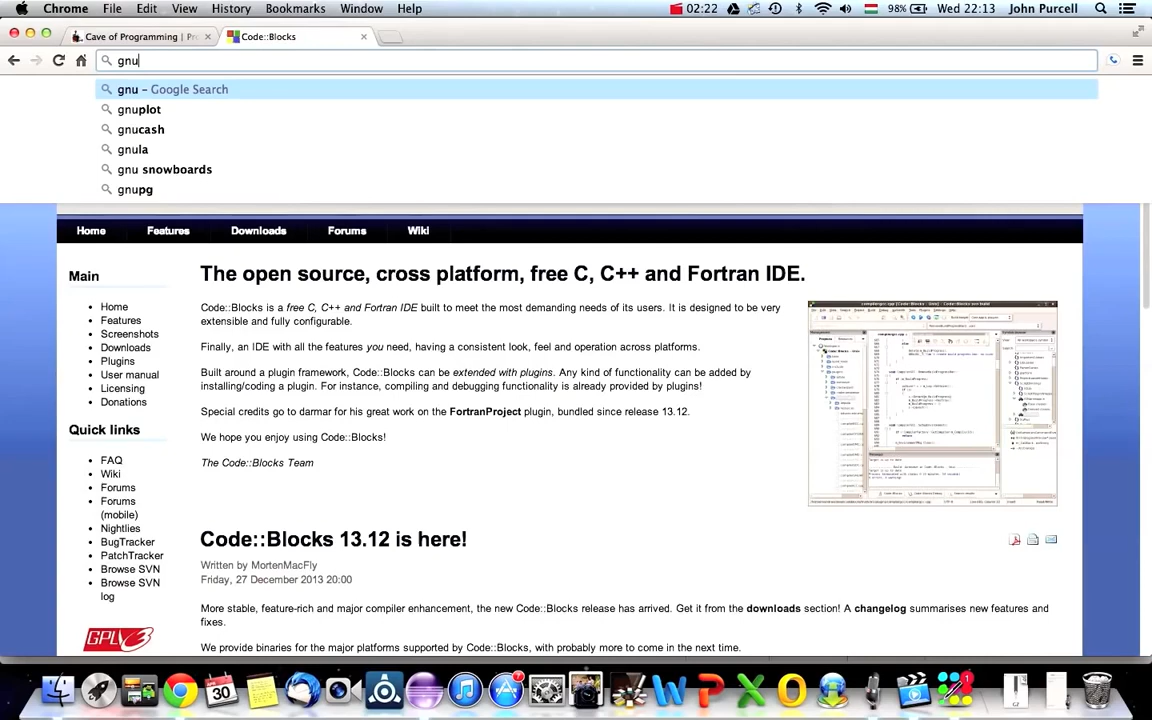 Chrome File Edit View History Bookmarks Window Help 02:22 98% Wed 22:13 John Purcell
Cave of Programming | Pr Code::Blocks
gnu
gnu – Google Search
gnuplot
gnucash
gnula
gnu snowboards
gnupg
Home Features Downloads Forums Wiki
Main
Home
Features
Screenshots
Downloads
Plugins
User manual
Licensing
Donations
Quick links
FAQ
Wiki
Forums
Forums
(mobile)
Nightlies
BugTracker
PatchTracker
Browse SVN
Browse SVN
log
GPLv3
The open source, cross platform, free C, C++ and Fortran IDE.
Code::Blocks is a free C, C++ and Fortran IDE built to meet the most demanding needs of its users. It is designed to be very
extensible and fully configurable.
Finally, an IDE with all the features you need, having a consistent look, feel and operation across platforms.
Built around a plugin framework, Code::Blocks can be extended with plugins. Any kind of functionality can be added by
installing/coding a plugin. For instance, compiling and debugging functionality is already provided by plugins!
Special credits go to darmar for his great work on the FortranProject plugin, bundled since release 13.12.
We hope you enjoy using Code::Blocks!
The Code::Blocks Team
Code::Blocks 13.12 is here!
Written by MortenMacFly
Friday, 27 December 2013 20:00
More stable, feature-rich and major compiler enhancement, the new Code::Blocks release has arrived. Get it from the downloads section! A changelog summarises new features and
fixes.
We provide binaries for the major platforms supported by Code::Blocks, with probably more to come in the next time.
30
7